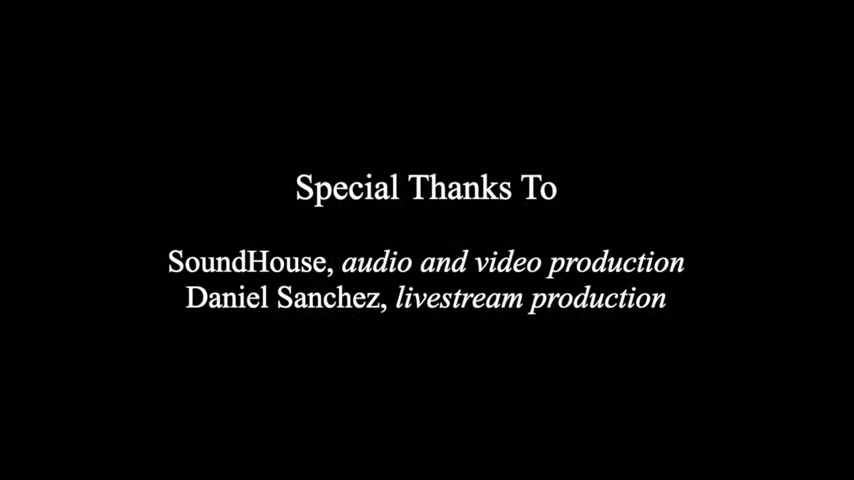 Special Thanks To
SoundHouse, audio and video production
Daniel Sanchez, livestream production